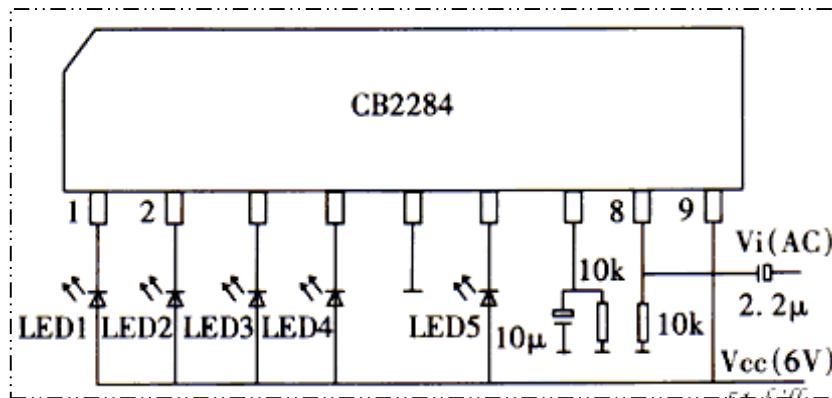 CB2284
1 2 8 9
Vi(AC)
10k
LED1 LED2 LED3 LED4 LED5 10μ 10k 2.2μ
Vcc(6V)